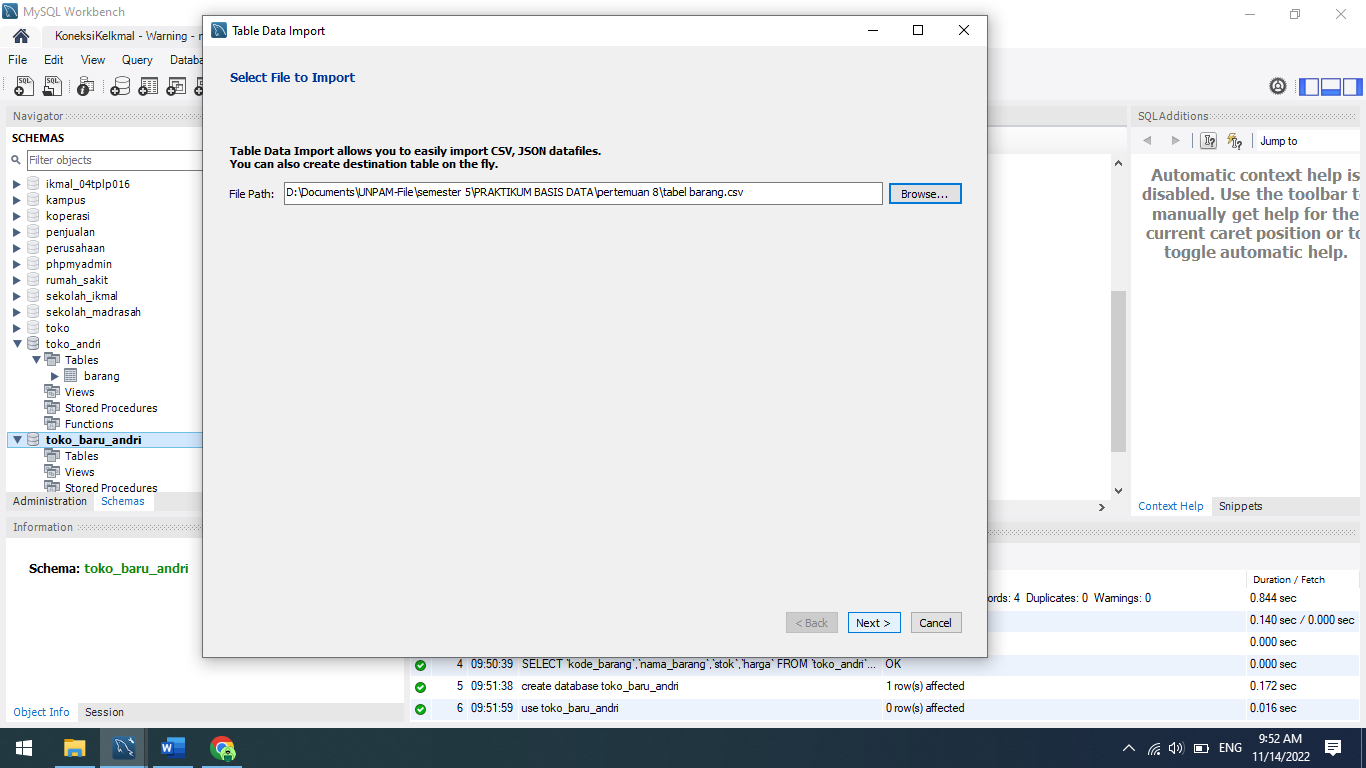 MySQL Workbench
KoneksiKelkmal - Warning - 
File Edit View Query Databa
Navigator
SCHEMAS
Filter objects
ikmal_04tplp016
kampus
koperasi
penjualan
perusahaan
phpmyadmin
rumah_sakit
sekolah_ikmal
sekolah_madrasah
toko
toko_andri
Tables
barang
Views
Stored Procedures
Functions
toko_baru_andri
Tables
Views
Stored Procedures
Administration Schemas
Information
Schema: toko_baru_andri
Object Info Session
Table Data Import
Select File to Import
Table Data Import allows you to easily import CSV, JSON datafiles.
You can also create destination table on the fly.
File Path: D:\Documents\UNPAM-File\semester 5\PRAKTIKUM BASIS DATA\pertemuan 8\tabel barang.csv Browse...
< Back Next > Cancel
SQLAdditions
Jump to
Automatic context help is
disabled. Use the toolbar t
manually get help for the
current caret position or to
toggle automatic help.
Context Help Snippets
Duration / Fetch
ords: 4 Duplicates: 0 Warnings: 0 0.844 sec
0.140 sec / 0.000 sec
0.000 sec
4 09:50:39 SELECT `kode_barang`,`nama_barang`,`stok`,`harga` FROM `toko_andri`... OK 0.000 sec
5 09:51:38 create database toko_baru_andri 1 row(s) affected 0.172 sec
6 09:51:59 use toko_baru_andri 0 row(s) affected 0.016 sec
ENG
9:52 AM
11/14/2022